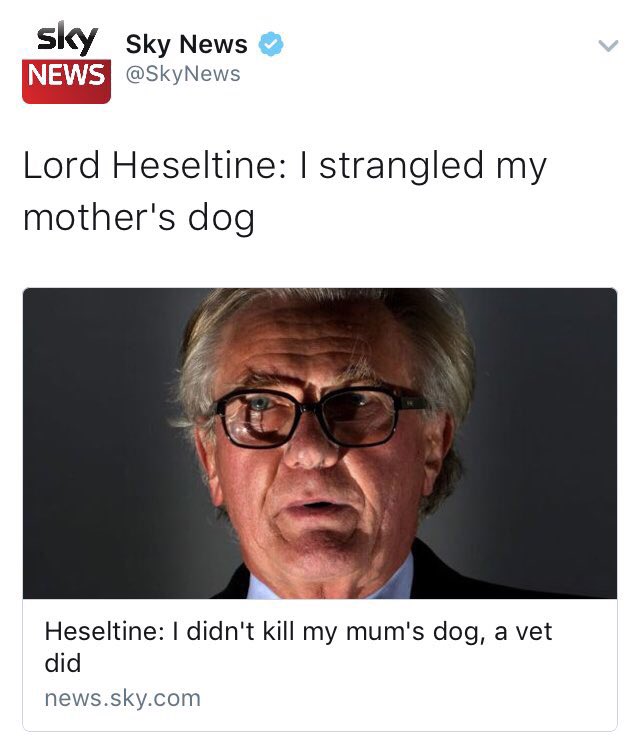 sky
NEWS
Sky News
@SkyNews
Lord Heseltine: I strangled my
mother's dog
Heseltine: I didn't kill my mum's dog, a vet
did
news.sky.com